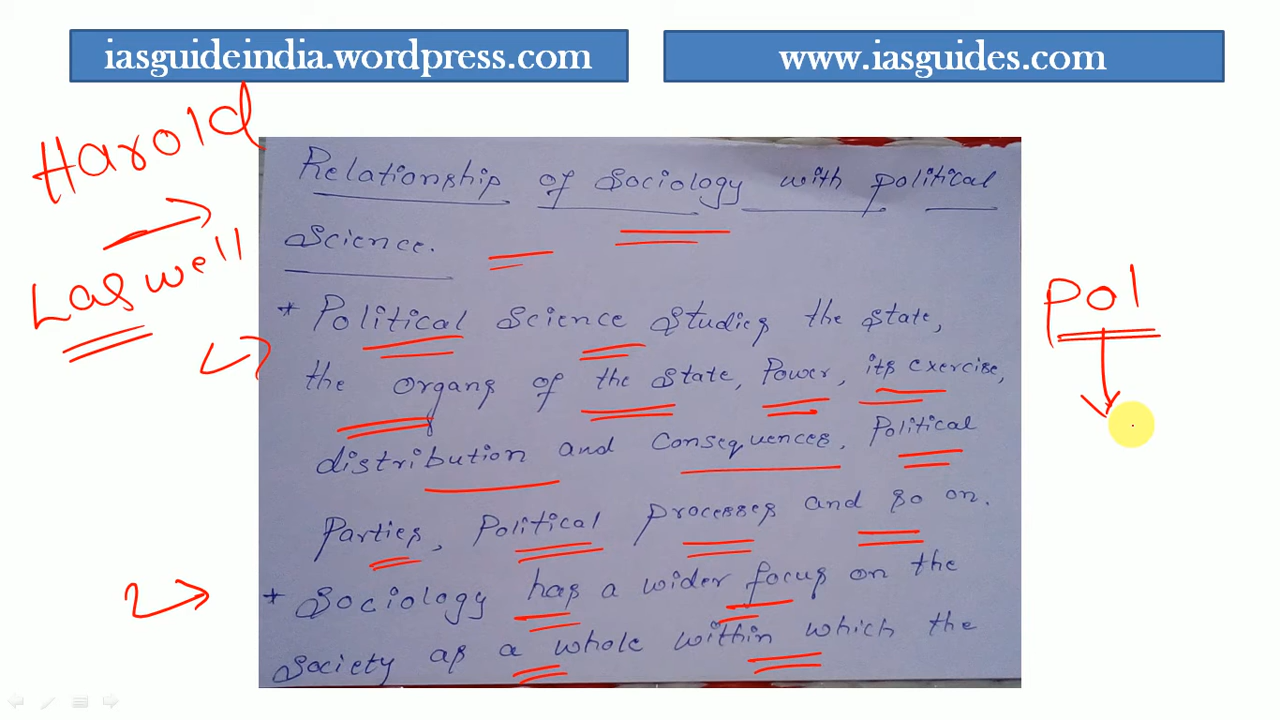 iasguideindia.wordpress.com
www.iasguides.com
Harold
Laswell
Relationship of Sociology with political
Science.
* Political Science Studies the State,
the organs of the State, Power, its exercise,
distribution and Consequences, Political
Parties, Political processes and so on.
2
* Sociology has a wider focus on the
Society as a whole within which the
Pol